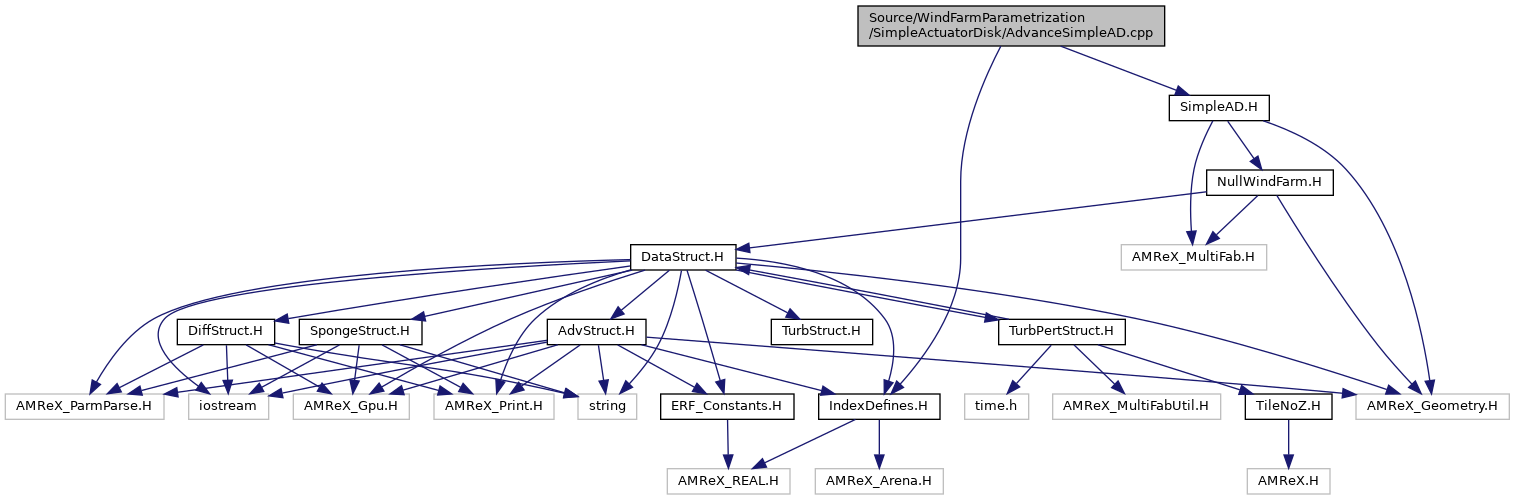 Source/WindFarmParametrization
/SimpleActuatorDisk/AdvanceSimpleAD.cpp
SimpleAD.H
NullWindFarm.H
DataStruct.H
AMReX_MultiFab.H
DiffStruct.H
SpongeStruct.H
AdvStruct.H
TurbStruct.H
TurbPertStruct.H
AMReX_ParmParse.H
iostream
AMReX_Gpu.H
AMReX_Print.H
string
ERF_Constants.H
IndexDefines.H
time.h
AMReX_MultiFabUtil.H
TileNoZ.H
AMReX_Geometry.H
AMReX_REAL.H
AMReX_Arena.H
AMReX.H